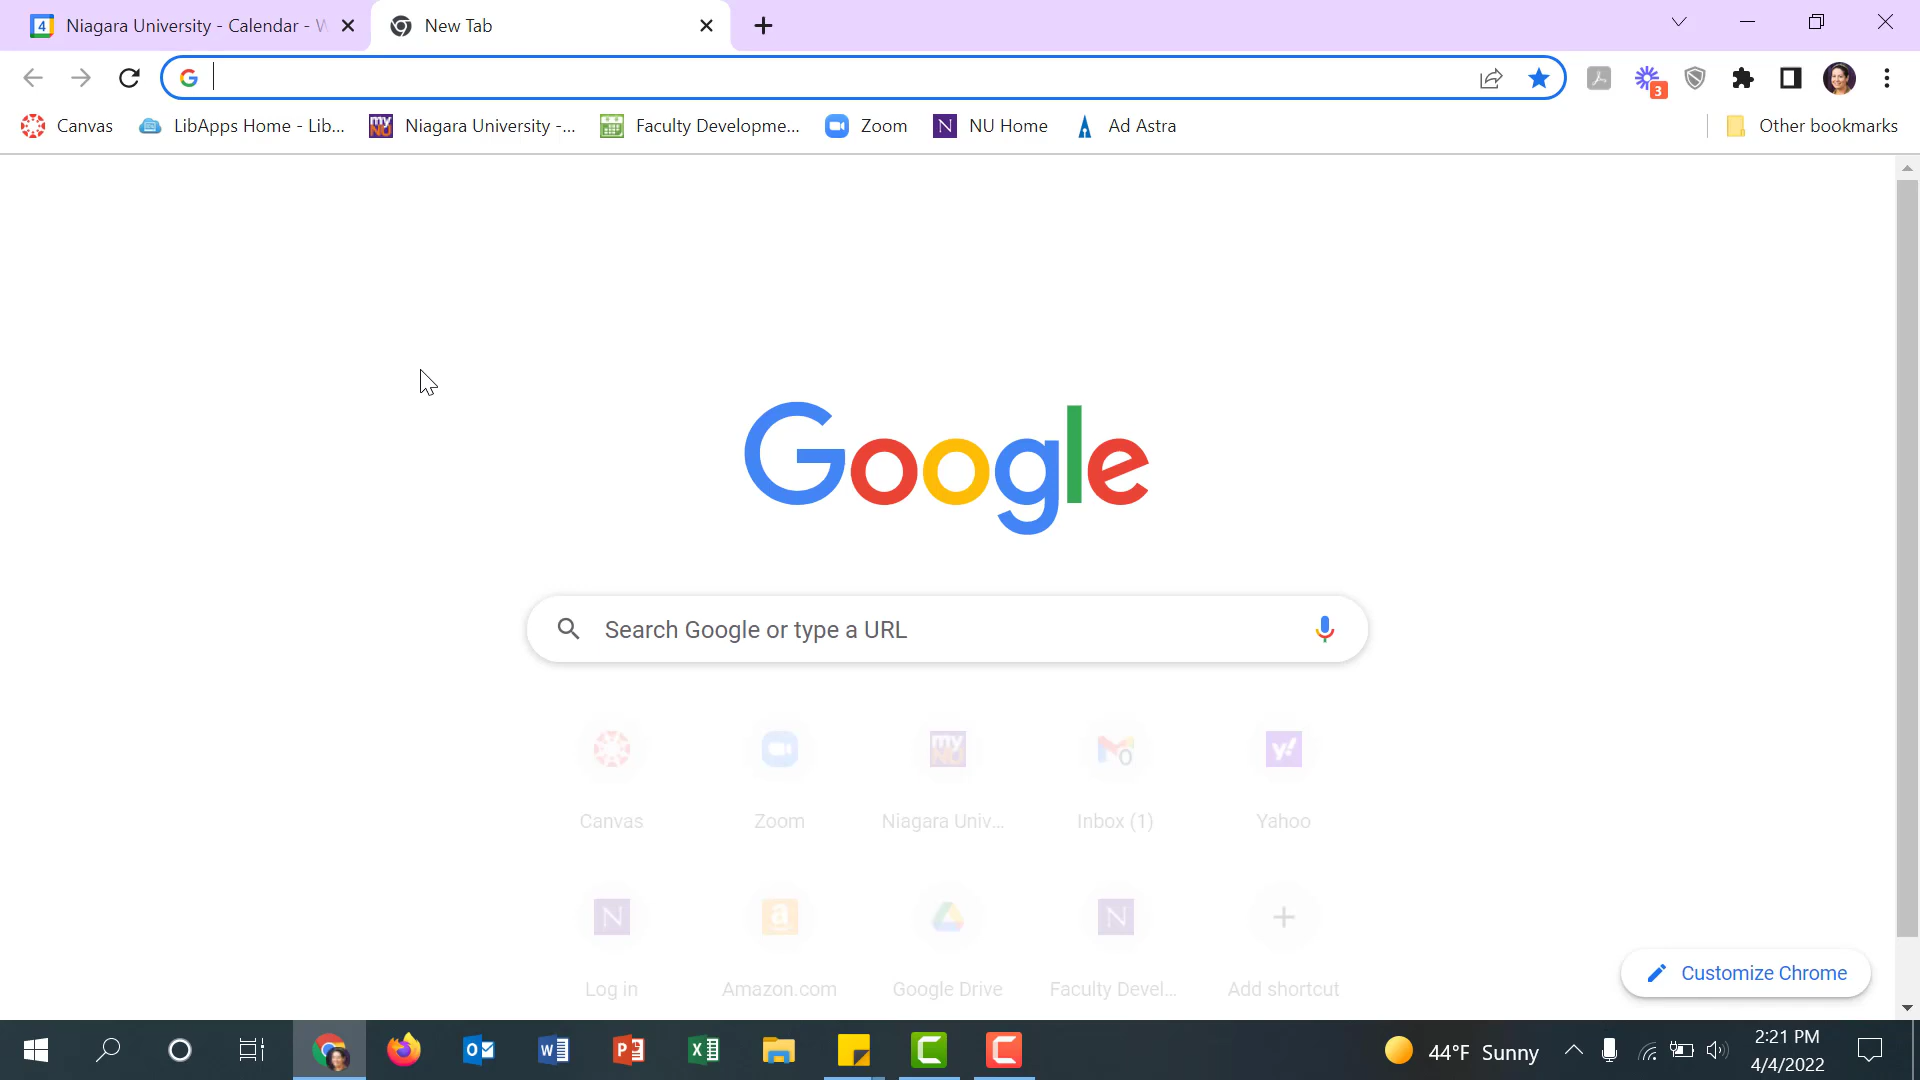 4 Niagara University - Calendar - W
New Tab
3
Canvas LibApps Home - Lib... Niagara University -... Faculty Developme... Zoom NU Home Ad Astra Other bookmarks
Google
Search Google or type a URL
Canvas Zoom Niagara Univ... Inbox (1) Yahoo
Log in Amazon.com Google Drive Faculty Devel... Add shortcut
Customize Chrome
44°F Sunny
2:21 PM
4/4/2022